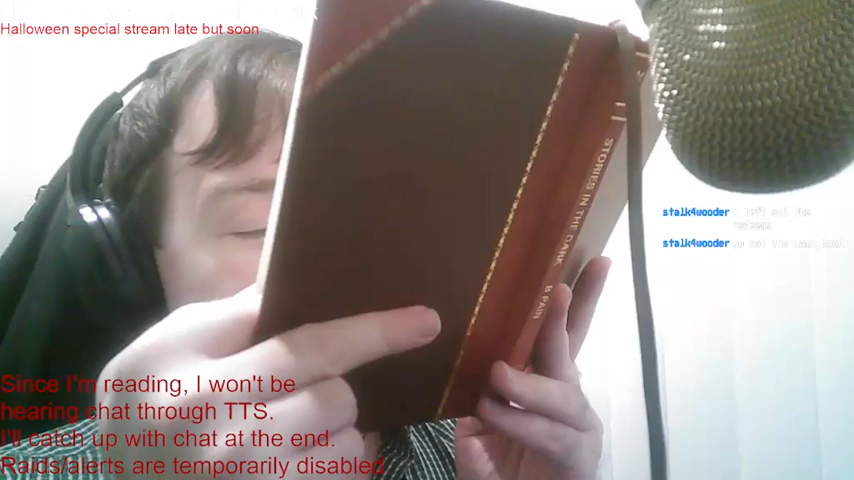 Halloween special stream late but soon
STORIES IN THE DARK B PAIN
stalk4wooder
stalk4wooder
Since I'm reading, I won't be
hearing chat through TTS.
I'll catch up with chat at the end.
Raids/alerts are temporarily disabled